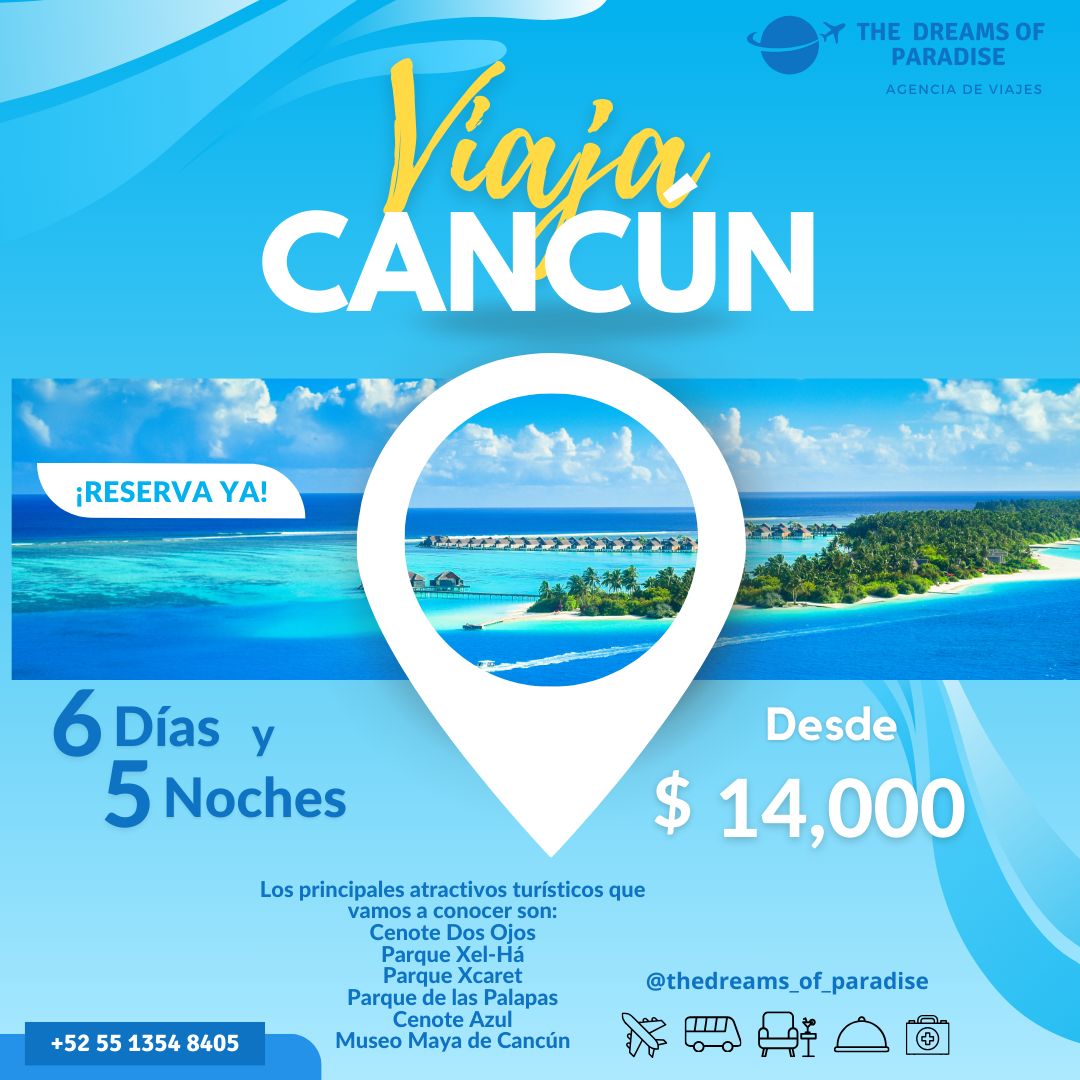 THE DREAMS OF
PARADISE
AGENCIA DE VIAJES
Viaja
CANCÚN
¡RESERVA YA!
6 Días y
5 Noches
Desde
$ 14,000
Los principales atractivos turísticos que
vamos a conocer son:
Cenote Dos Ojos
Parque Xel-Há
Parque Xcaret
Parque de las Palapas
Cenote Azul
Museo Maya de Cancún
@thedreams_of_paradise
+52 55 1354 8405